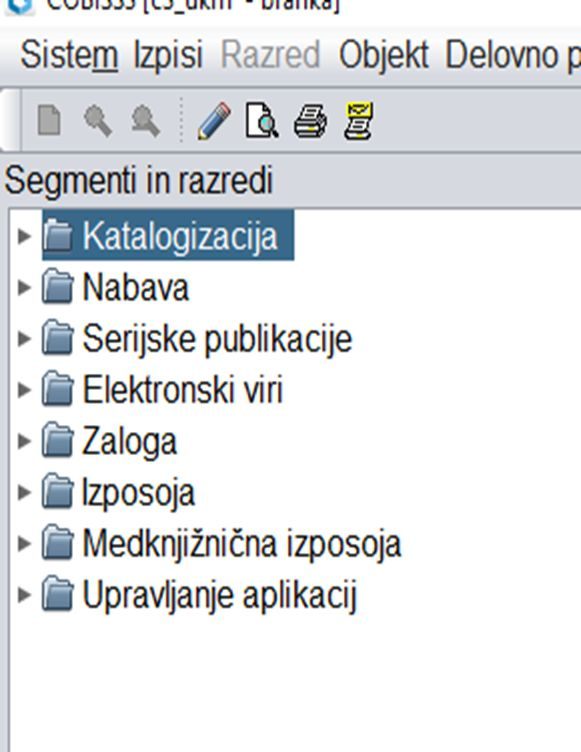 COBISS3 [c3_ukm - branka]
Sistem Izpisi Razred Objekt Delovno
Segmenti in razredi
Katalogizacija
Nabava
Serijske publikacije
Elektronski viri
Zaloga
Izposoja
Medknjižnična izposoja
Upravljanje aplikacij